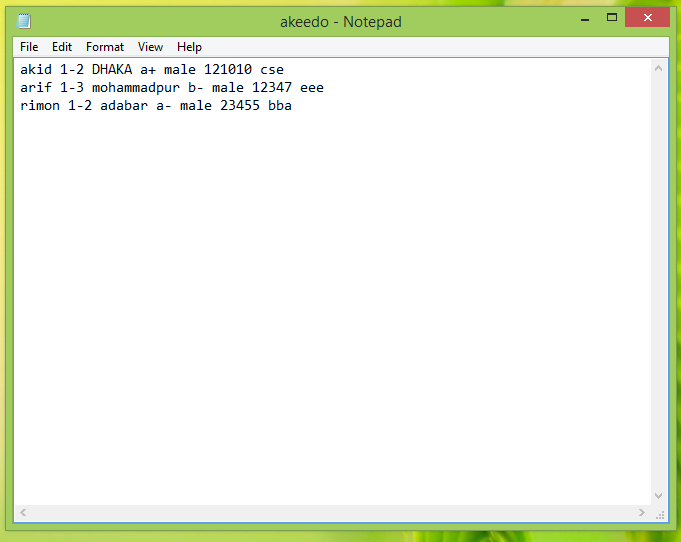 akeedo - Notepad
File Edit Format View Help
akid 1-2 DHAKA a+ male 121010 cse
arif 1-3 mohammadpur b- male 12347 eee
rimon 1-2 adabar a- male 23455 bba